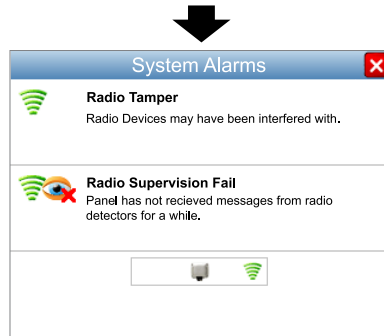 System Alarms
Radio Tamper
Radio Devices may have been interfered with.
Radio Supervision Fail
Panel has not recieved messages from radio
detectors for a while.